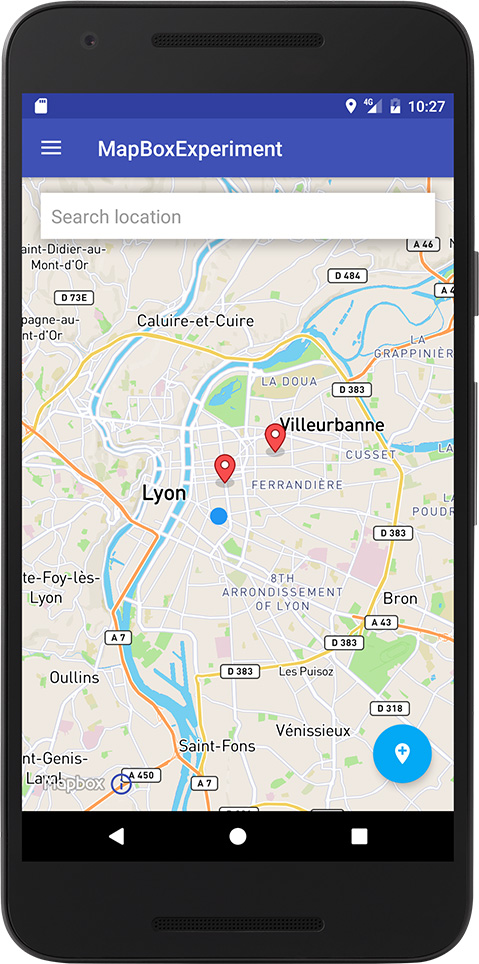 4G 10:27
MapBoxExperiment
Search location
A 46
aint-Didier-au-
Mont-d'Or
D 484
D 73E
A 4
pagne-au-
nt-d'Or
Caluire-et-Cuire
LA
GRAPPINIÈR
LA DOUA
D 383
Villeurbanne
CUSSET
LA
FERRANDIÈRE
Lyon
LA
POUDR
D 383
8TH
ARRONDISSEMENT
OF LYON
te-Foy-lès-
Lyon
Bron
A 43
A 7
D 383
D 383
Les Puisoz
Oullins
D 318
Vénissieux
Saint-Fons
nt-Genis-
Laval
Mapbox
A 450
A 7